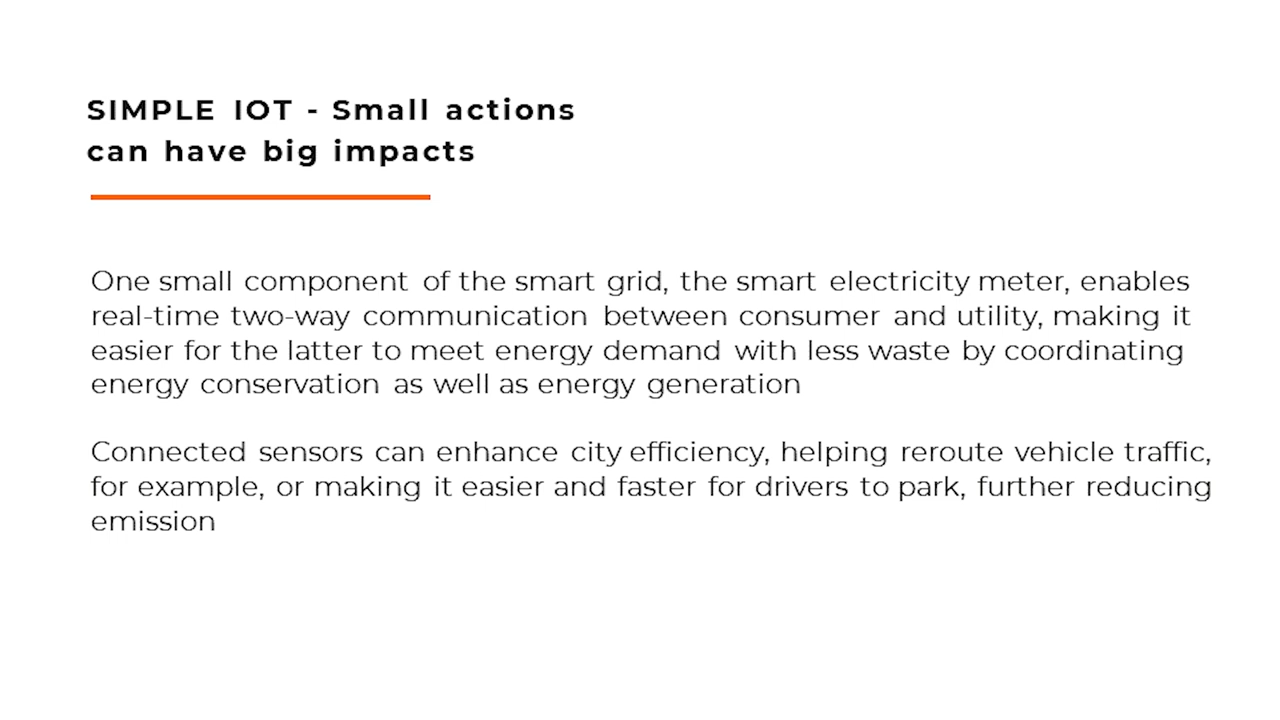 SIMPLE IOT - Small actions
can have big impacts
One small component of the smart grid, the smart electricity meter, enables
real-time two-way communication between consumer and utility, making it
easier for the latter to meet energy demand with less waste by coordinating
energy conservation as well as energy generation
Connected sensors can enhance city efficiency, helping reroute vehicle traffic,
for example, or making it easier and faster for drivers to park, further reducing
emission